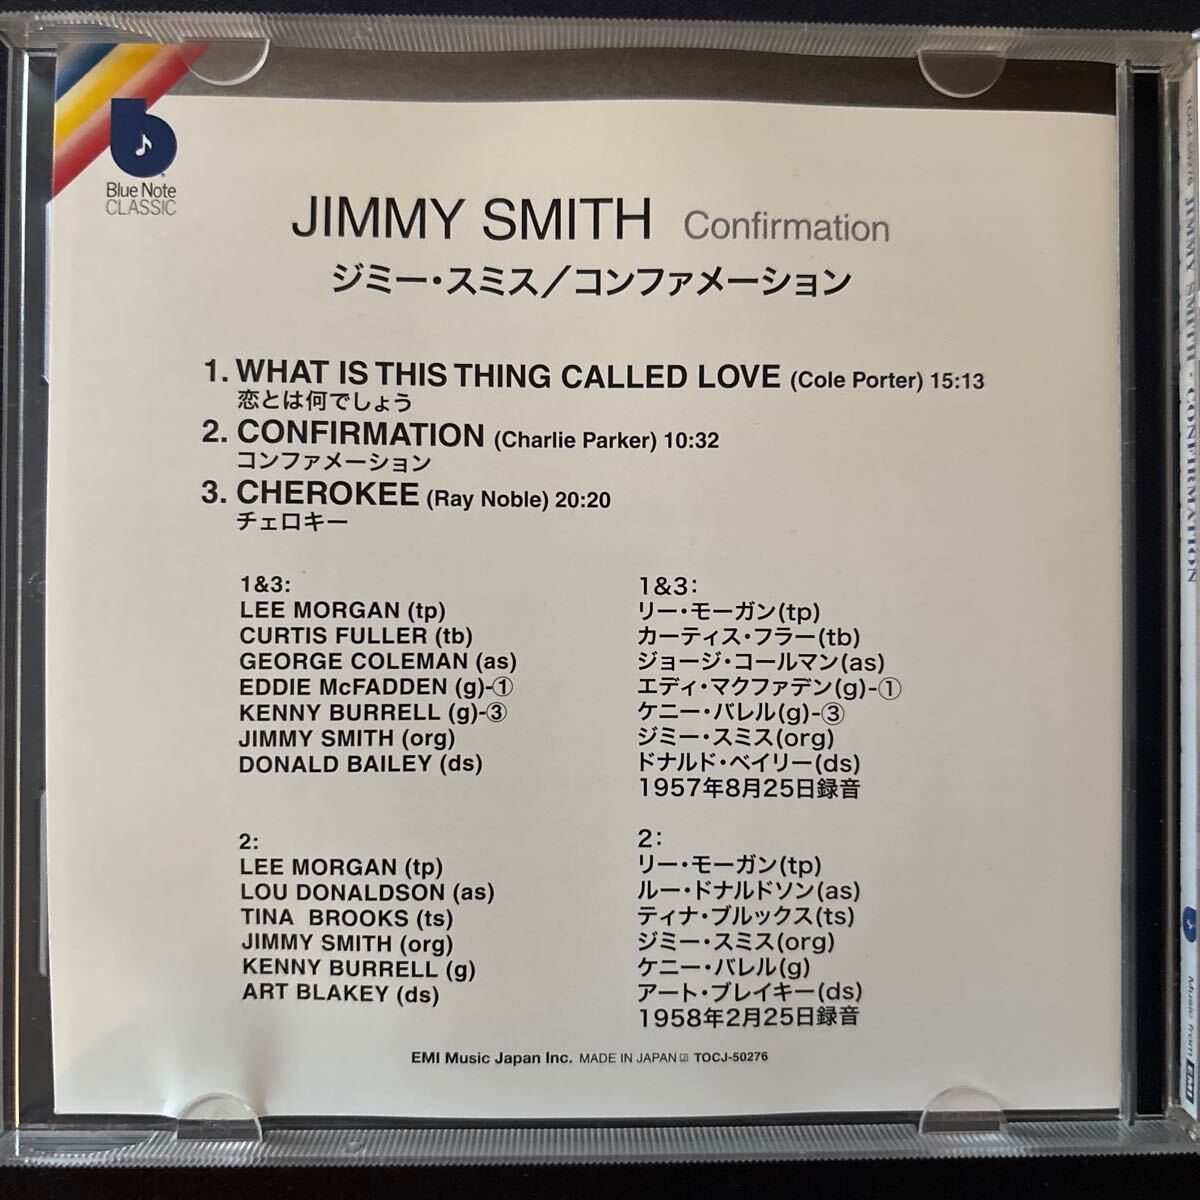 Blue Note
CLASSIC
JIMMY SMITH Confirmation
ジミー・スミス／コンファメーション
1. WHAT IS THIS THING CALLED LOVE (Cole Porter) 15:13
恋とは何でしょう
2. CONFIRMATION (Charlie Parker) 10:32
コンファメーション
3. CHEROKEE (Ray Noble) 20:20
チェロキー
1&3:
LEE MORGAN (tp)
CURTIS FULLER (tb)
GEORGE COLEMAN (as)
EDDIE McFADDEN (g)-①
KENNY BURRELL (g)-③
JIMMY SMITH (org)
DONALD BAILEY (ds)
1&3:
リー・モーガン(tp)
カーティス・フラー(tb)
ジョージ・コールマン(as)
エディ・マクファデン(g)-①
ケニー・バレル(g)-③
ジミー・スミス(org)
ドナルド・ベイリー(ds)
1957年8月25日録音
2:
LEE MORGAN (tp)
LOU DONALDSON (as)
TINA BROOKS (ts)
JIMMY SMITH (org)
KENNY BURRELL (g)
ART BLAKEY (ds)
2:
リー・モーガン(tp)
ルー・ドナルドソン(as)
ティナ・ブルックス(ts)
ジミー・スミス(org)
ケニー・バレル(g)
アート・ブレイキー(ds)
1958年2月25日録音
EMI Music Japan Inc. MADE IN JAPAN TOCJ-50276
TOCJ-50276 JIMMY SMITH - CONFIRMATION
Music from EMI